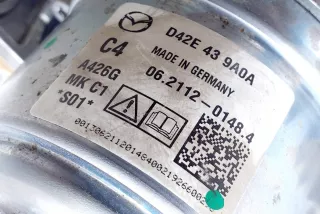 D42E 43 9A0A
C4
MADE IN GERMANY
A426G
06.2112-0148.4
MK C1
*S01*